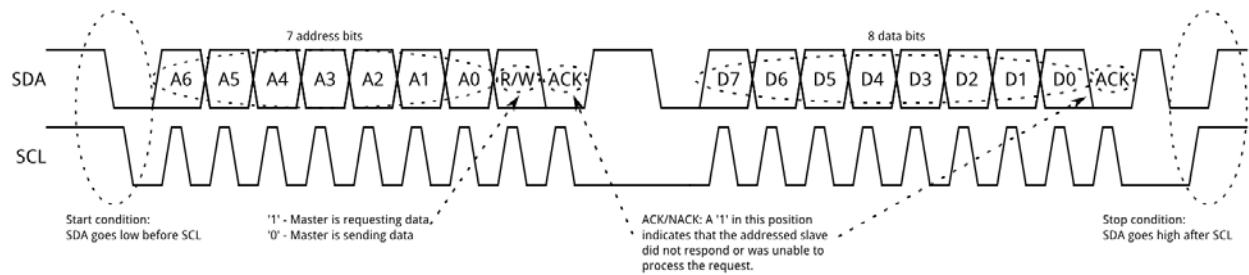 7 address bits
8 data bits
SDA
A6 A5 A4 A3 A2 A1 A0 R/W ACK
D7 D6 D5 D4 D3 D2 D1 D0 ACK
SCL
Start condition:
SDA goes low before SCL
'1' - Master is requesting data,
'0' - Master is sending data
ACK/NACK: A '1' in this position
indicates that the addressed slave
did not respond or was unable to
process the request.
Stop condition:
SDA goes high after SCL